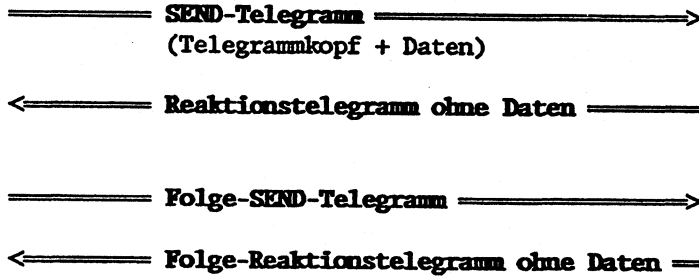 SEND-Telegramm
(Telegrammkopf + Daten)
Reaktionstelegramm ohne Daten
Folge-SEND-Telegramm
Folge-Reaktionstelegramm ohne Daten